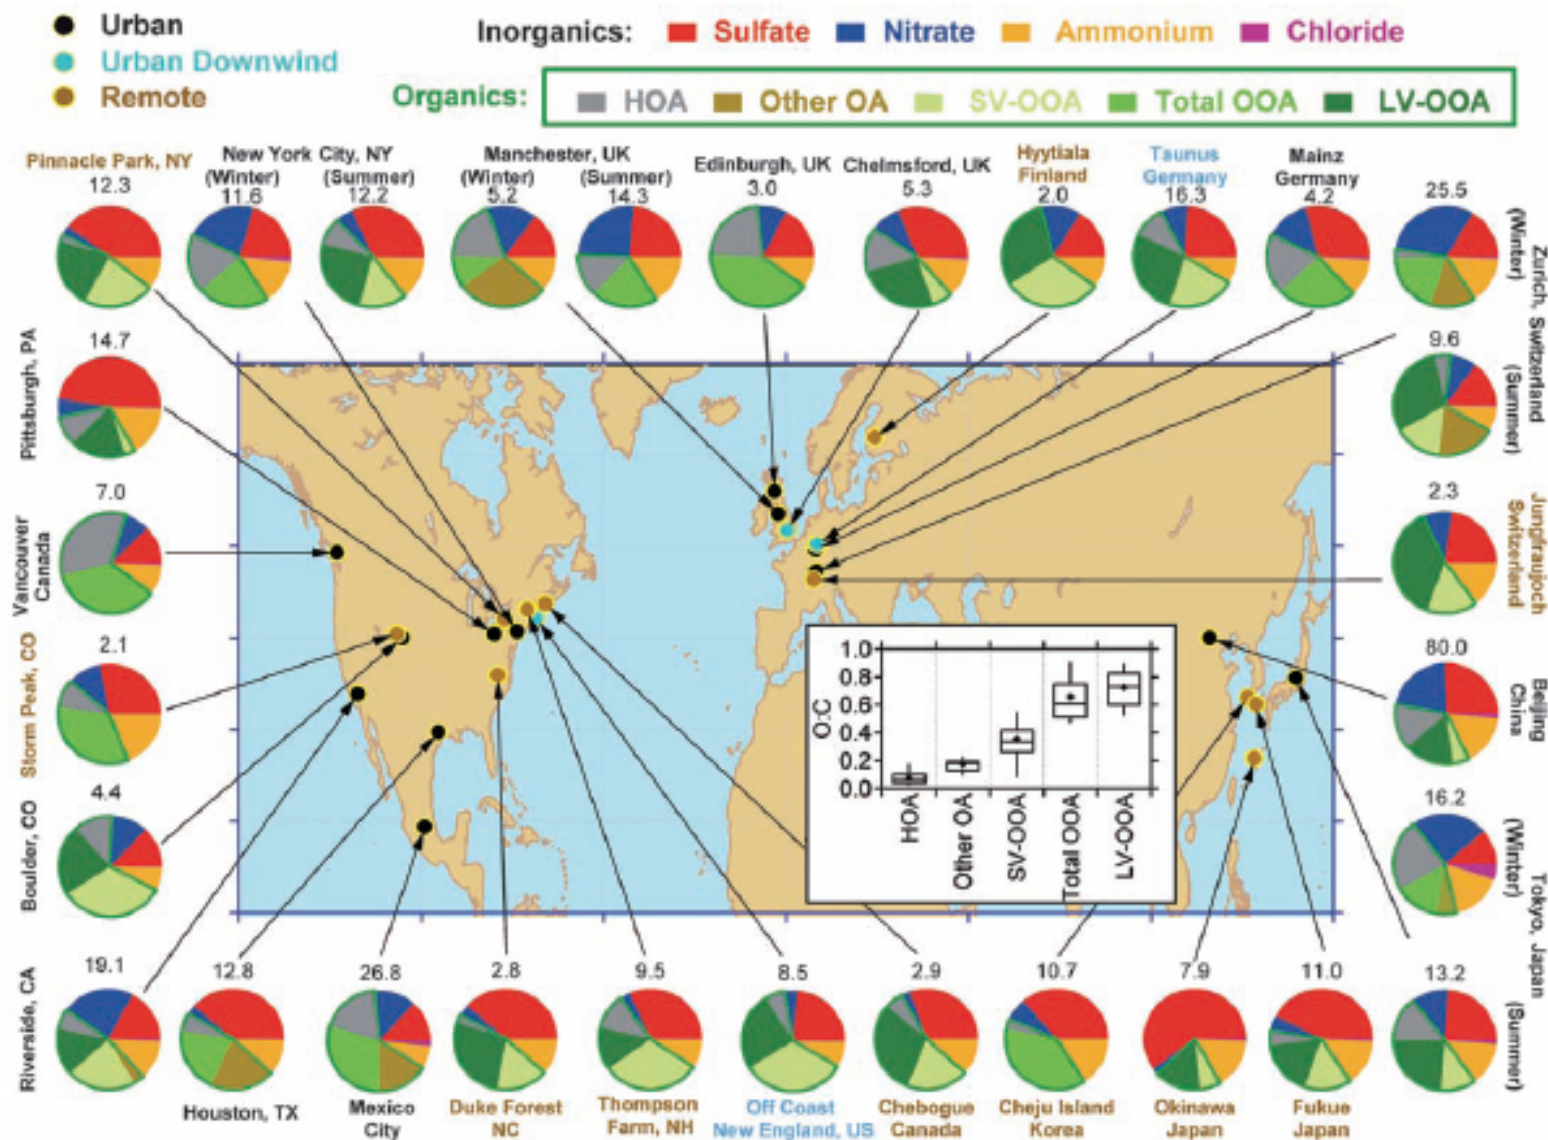 Urban
Urban Downwind
Remote
Inorganics: Sulfate Nitrate Ammonium Chloride
Organics: HOA Other OA SV-OOA Total OOA LV-OOA
Pinnacle Park, NY
12.3
New York City, NY
(Winter) (Summer)
11.6 12.2
Manchester, UK
(Winter) (Summer)
5.2 14.3
Edinburgh, UK
3.0
Chelmsford, UK
5.3
Hyytiala
Finland
2.0
Taunus
Germany
16.3
Mainz
Germany
4.2
25.5
(Winter)
Zurich, Switzerland
9.6
(Summer)
Pittsburgh, PA
14.7
Vancouver
Canada
7.0
Storm Peak, CO
2.1
Boulder, CO
4.4
Riverside, CA
19.1
Jungfraujoch
Switzerland
2.3
Beijing
China
80.0
16.2
(Winter)
Tokyo, Japan
13.2
(Summer)
O:C
1.0
0.8
0.6
0.4
0.2
0.0
HOA
Other OA
SV-OOA
Total OOA
LV-OOA
12.8
Houston, TX
26.8
Mexico
City
2.8
Duke Forest
NC
9.5
Thompson
Farm, NH
8.5
Off Coast
New England, US
2.9
Chebogue
Canada
10.7
Cheju Island
Korea
7.9
Okinawa
Japan
11.0
Fukue
Japan